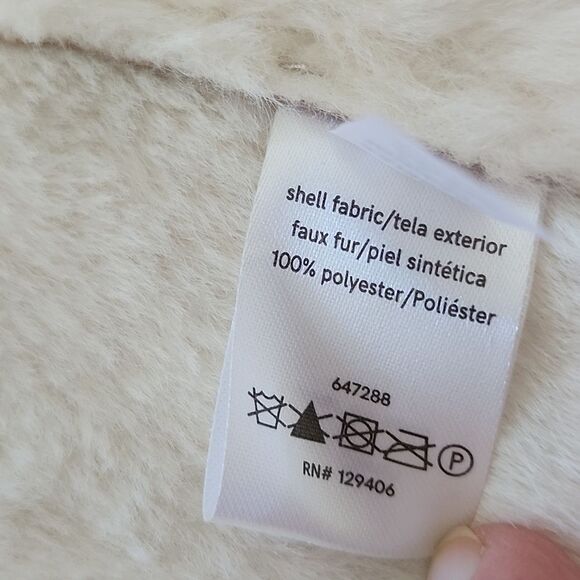 shell fabric/tela exterior
faux fur/piel sintética
100% polyester/Poliéster
647288
P
RN# 129406